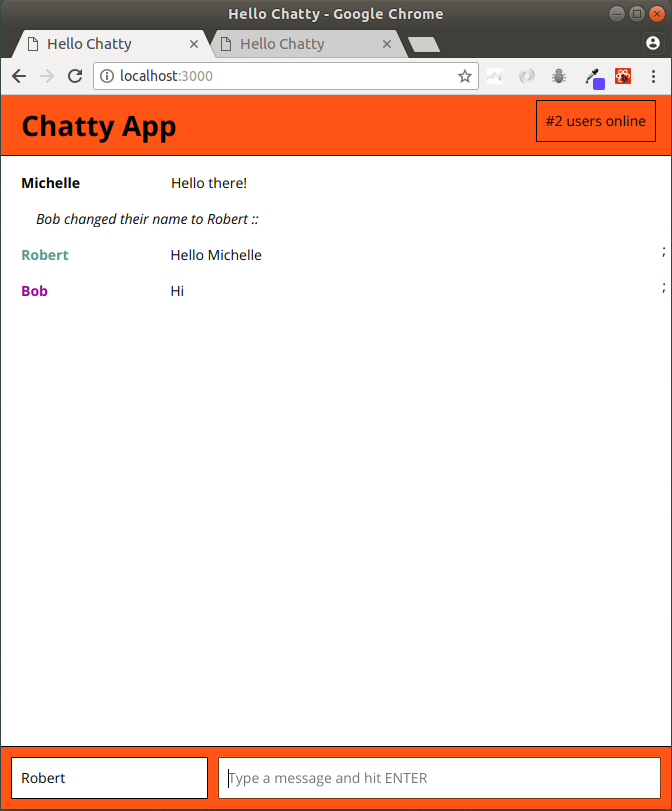 Hello Chatty - Google Chrome
Hello Chatty
Hello Chatty
localhost:3000
Chatty App
#2 users online
Michelle Hello there!
Bob changed their name to Robert ::
Robert Hello Michelle ;
Bob Hi ;
Robert
Type a message and hit ENTER